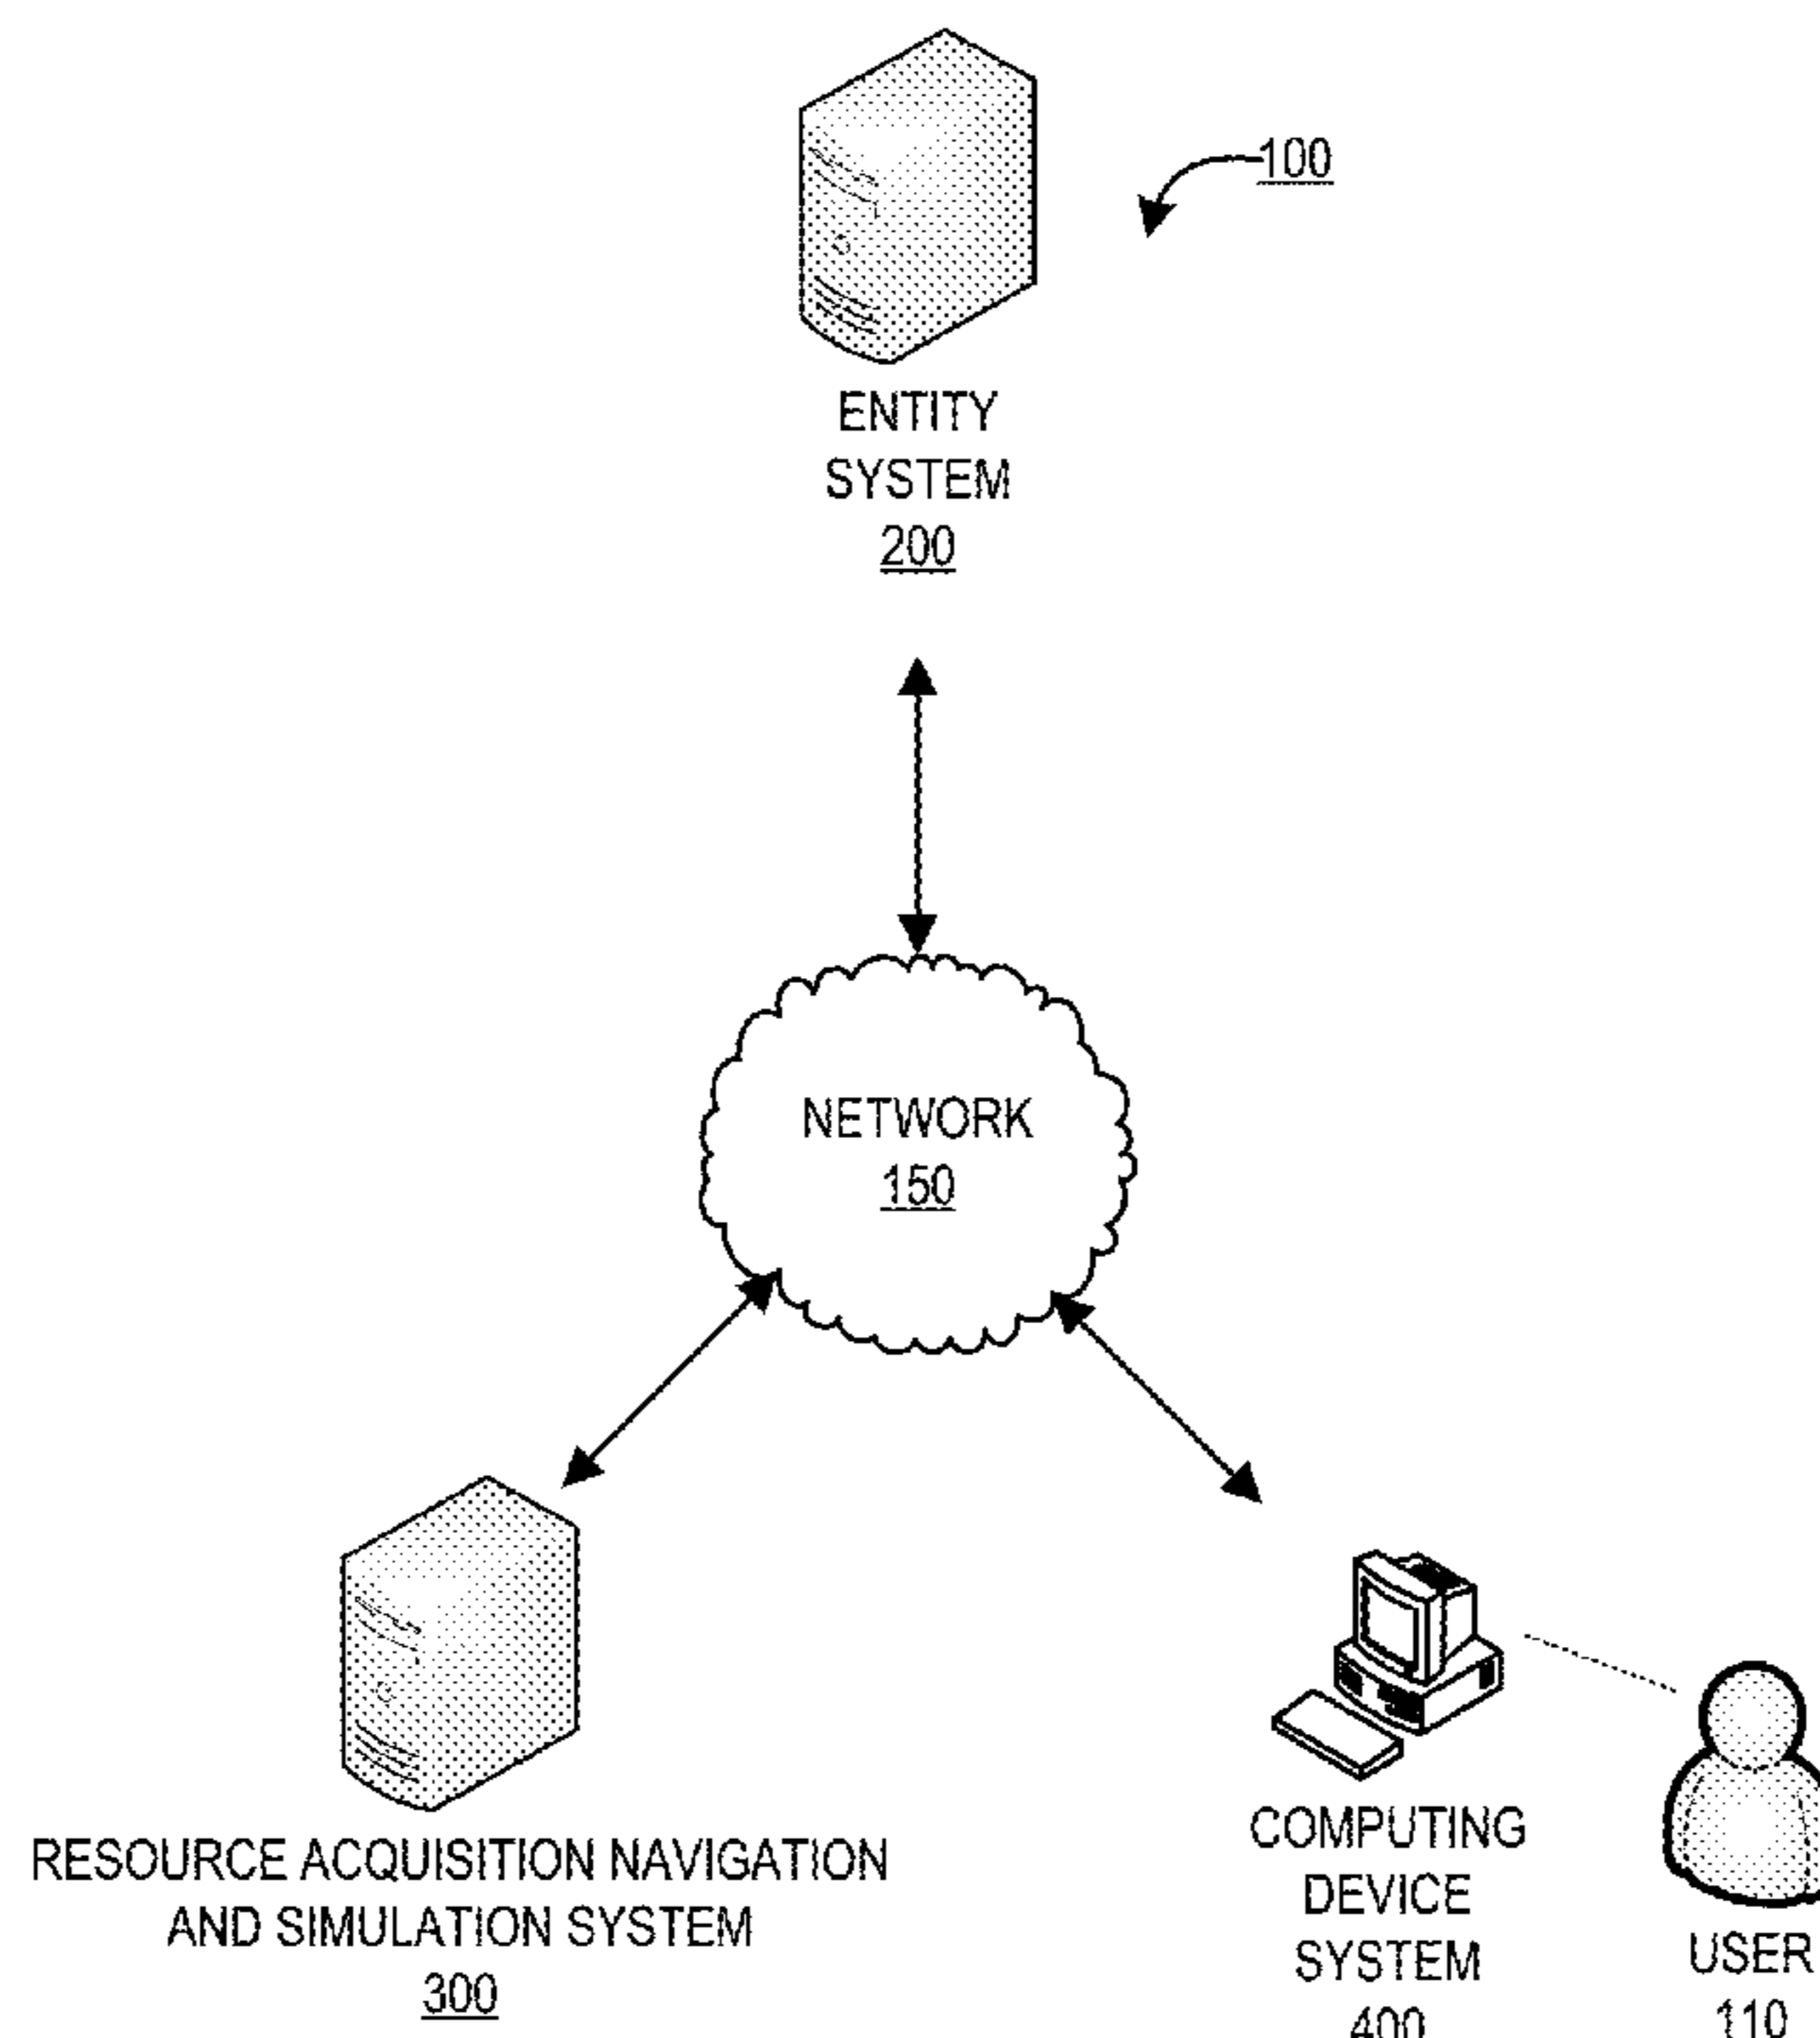 100
ENTITY
SYSTEM
200
NETWORK
150
RESOURCE ACQUISITION NAVIGATION
AND SIMULATION SYSTEM
300
COMPUTING
DEVICE
SYSTEM
400
USER
110